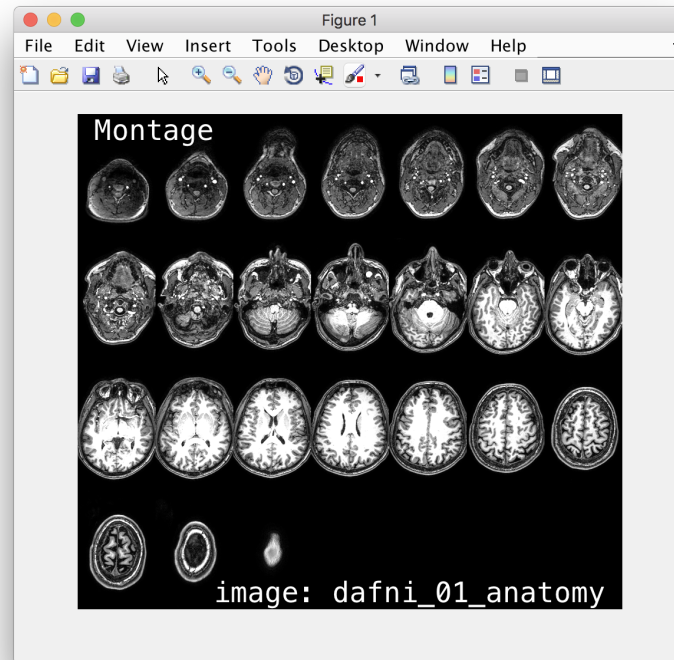 Figure 1
File Edit View Insert Tools Desktop Window Help
Montage
image: dafni_01_anatomy